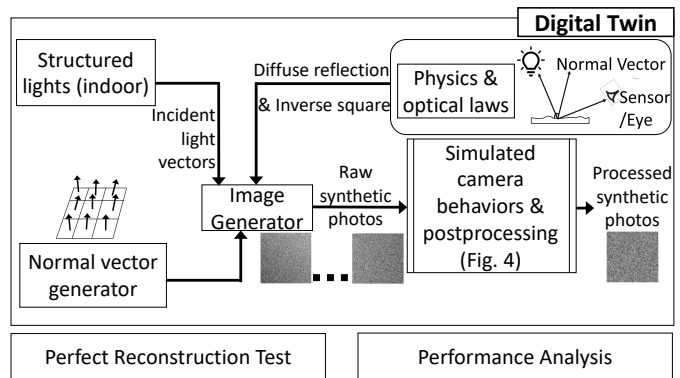 Digital Twin
Structured
lights (indoor)
Diffuse reflection
& Inverse square
Physics &
optical laws
Normal Vector
Sensor
/Eye
Incident
light
vectors
Image
Generator
Raw
synthetic
photos
Simulated
camera
behaviors &
postprocessing
(Fig. 4)
Processed
synthetic
photos
Normal vector
generator
Perfect Reconstruction Test
Performance Analysis